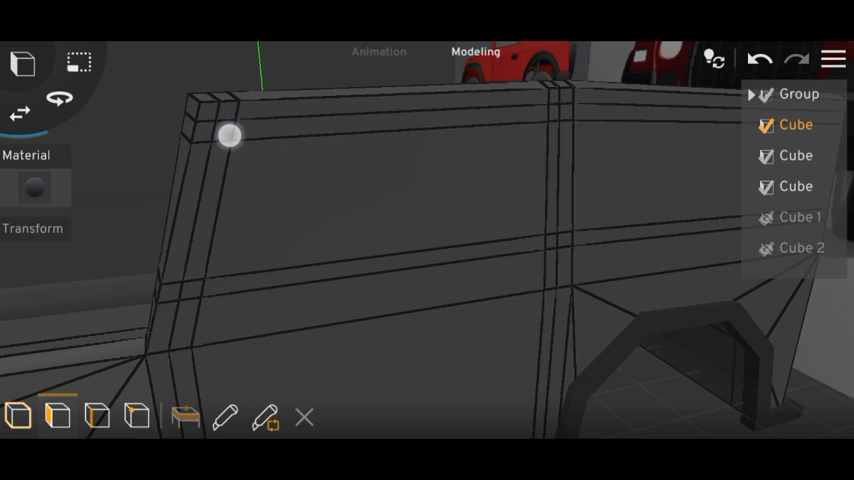 Animation
Modeling
Group
Cube
Material
Cube
Cube
Transform
Cube 1
Cube 2